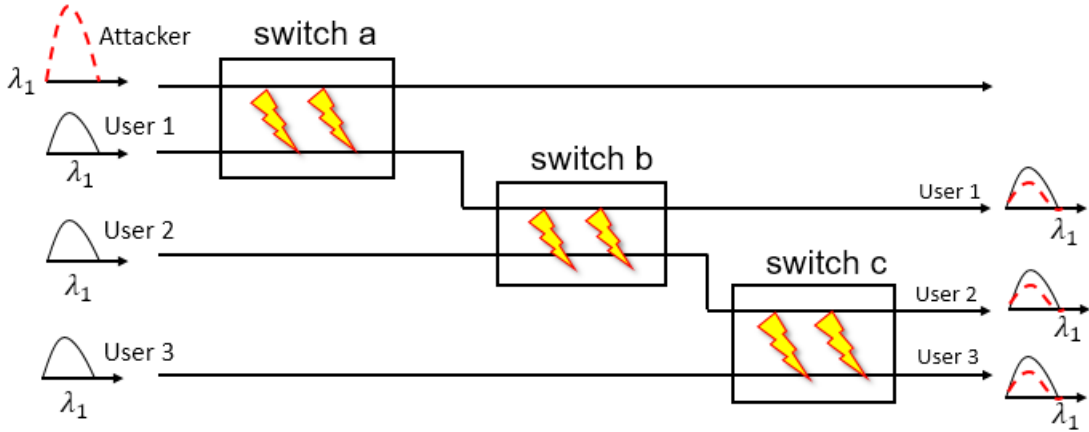 Attacker
switch a
λ1
User 1
λ1
switch b
User 1
λ1
User 2
λ1
switch c
User 2
λ1
User 3
λ1
User 3
λ1